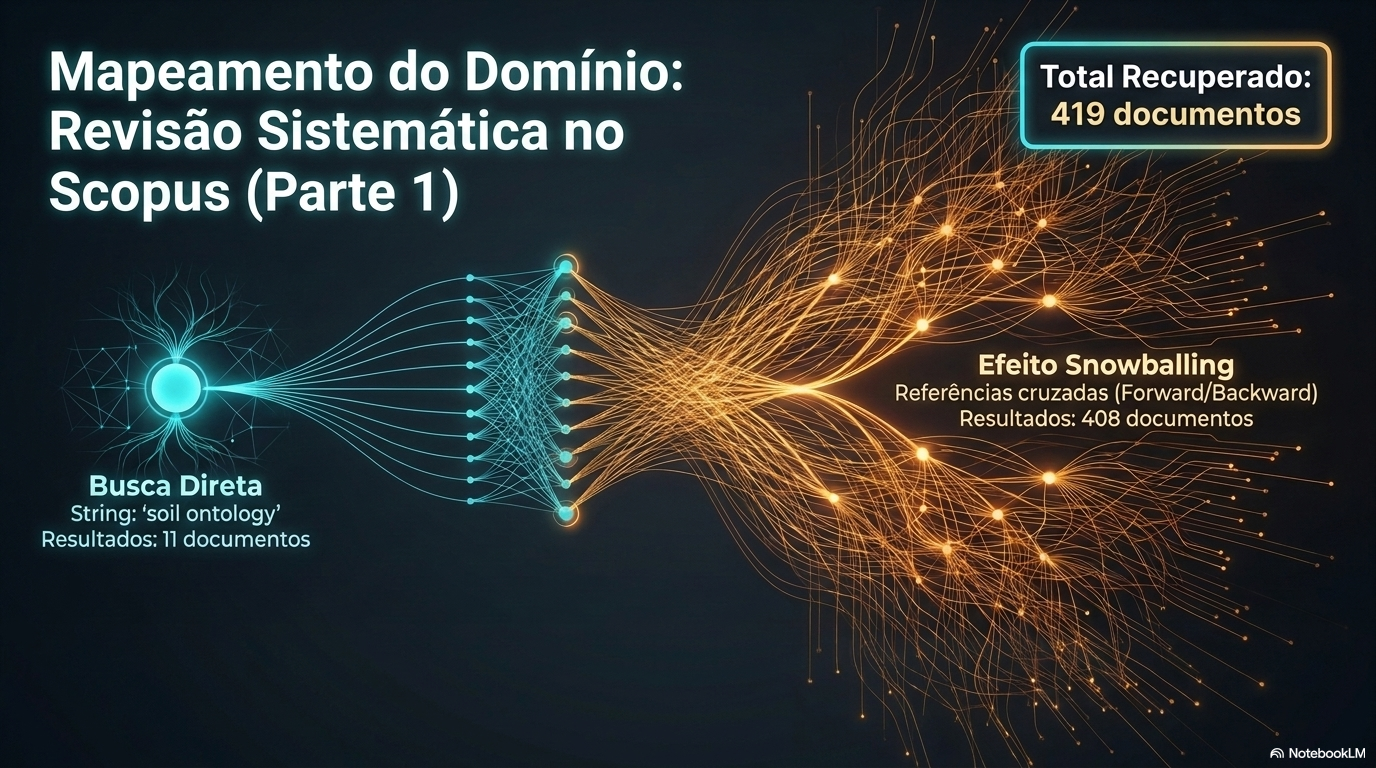 Mapeamento do Domínio:
Revisão Sistemática no
Scopus (Parte 1)
Total Recuperado:
419 documentos
Busca Direta
String: ‘soil ontology’
Resultados: 11 documentos
Efeito Snowballing
Referências cruzadas (Forward/Backward)
Resultados: 408 documentos
NotebookLM